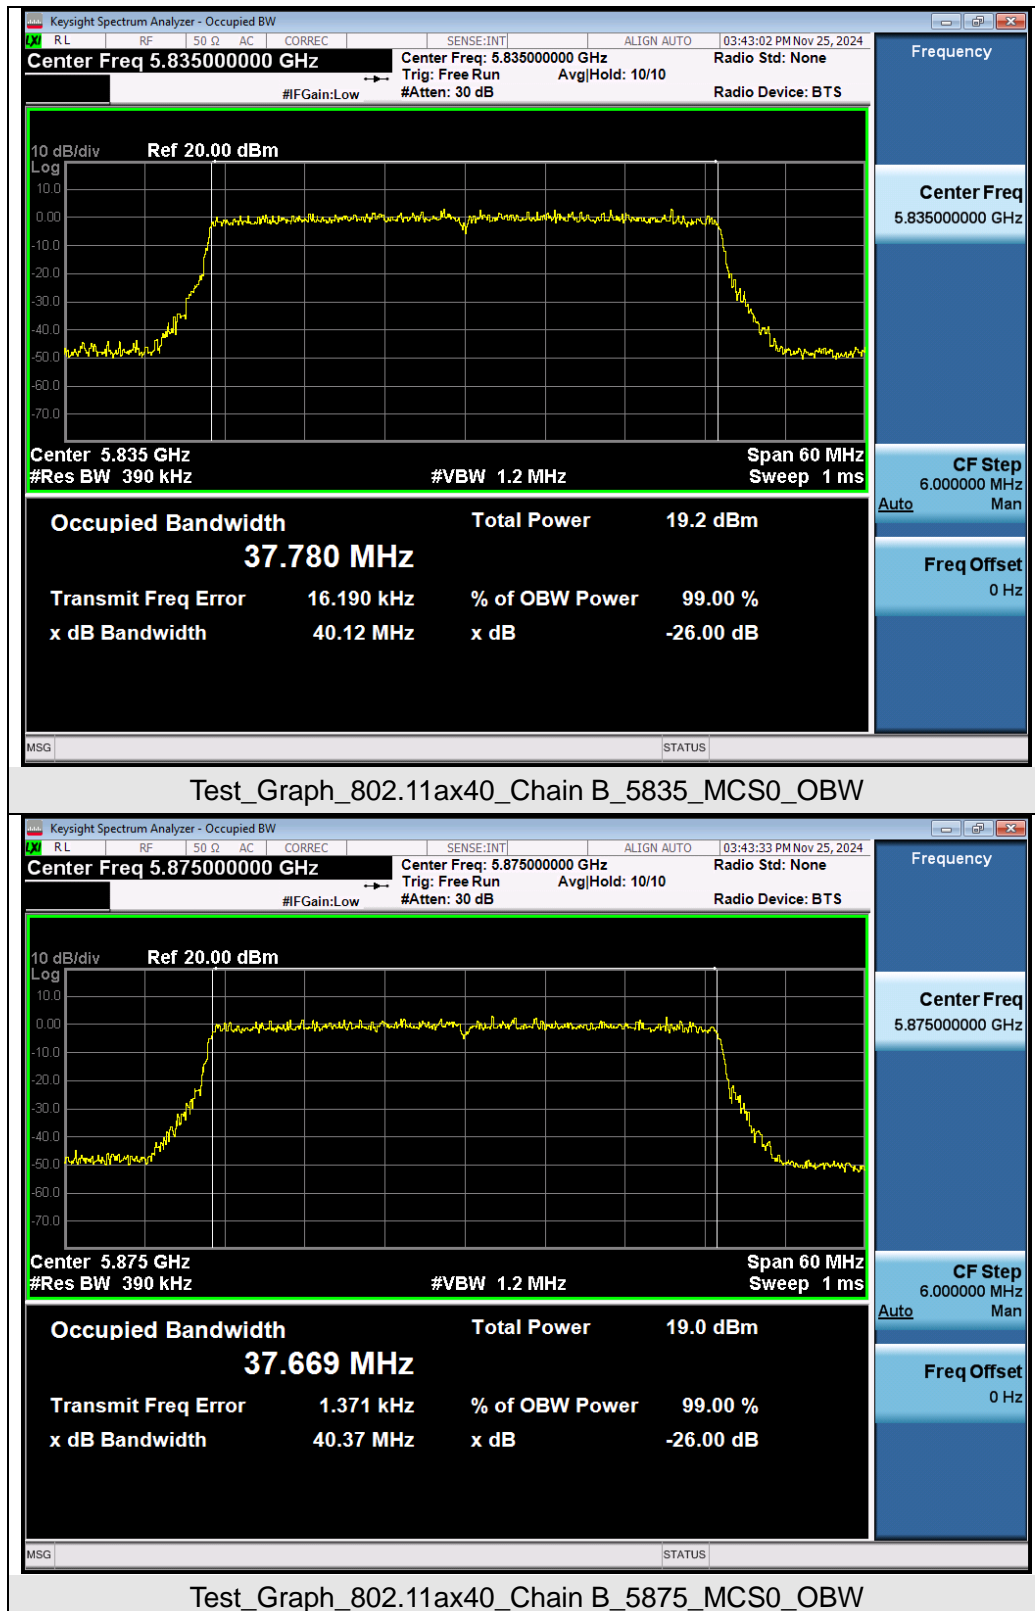 Keysight Spectrum Analyzer - Occupied BW
LXI RL RF 50 Ω AC CORREC SENSE:INT ALIGN AUTO 03:43:02 PM Nov 25, 2024
Center Freq 5.835000000 GHz
Center Freq: 5.835000000 GHz
Radio Std: None
Trig: Free Run Avg|Hold: 10/10
#IFGain:Low
#Atten: 30 dB
Radio Device: BTS
Frequency
10 dB/div
Ref 20.00 dBm
Log
10.0
0.00
-10.0
-20.0
-30.0
-40.0
-50.0
-60.0
-70.0
Center 5.835 GHz
Span 60 MHz
#Res BW 390 kHz
#VBW 1.2 MHz
Sweep 1 ms
Center Freq
5.835000000 GHz
CF Step
6.000000 MHz
Auto Man
Freq Offset
0 Hz
Occupied Bandwidth
Total Power 19.2 dBm
37.780 MHz
Transmit Freq Error 16.190 kHz % of OBW Power 99.00 %
x dB Bandwidth 40.12 MHz x dB -26.00 dB
MSG STATUS
Test_Graph_802.11ax40_Chain B_5835_MCS0_OBW
Keysight Spectrum Analyzer - Occupied BW
LXI RL RF 50 Ω AC CORREC SENSE:INT ALIGN AUTO 03:43:33 PM Nov 25, 2024
Center Freq 5.875000000 GHz
Center Freq: 5.875000000 GHz
Radio Std: None
Trig: Free Run Avg|Hold: 10/10
#IFGain:Low
#Atten: 30 dB
Radio Device: BTS
Frequency
10 dB/div
Ref 20.00 dBm
Log
10.0
0.00
-10.0
-20.0
-30.0
-40.0
-50.0
-60.0
-70.0
Center 5.875 GHz
Span 60 MHz
#Res BW 390 kHz
#VBW 1.2 MHz
Sweep 1 ms
Center Freq
5.875000000 GHz
CF Step
6.000000 MHz
Auto Man
Freq Offset
0 Hz
Occupied Bandwidth
Total Power 19.0 dBm
37.669 MHz
Transmit Freq Error 1.371 kHz % of OBW Power 99.00 %
x dB Bandwidth 40.37 MHz x dB -26.00 dB
MSG STATUS
Test_Graph_802.11ax40_Chain B_5875_MCS0_OBW